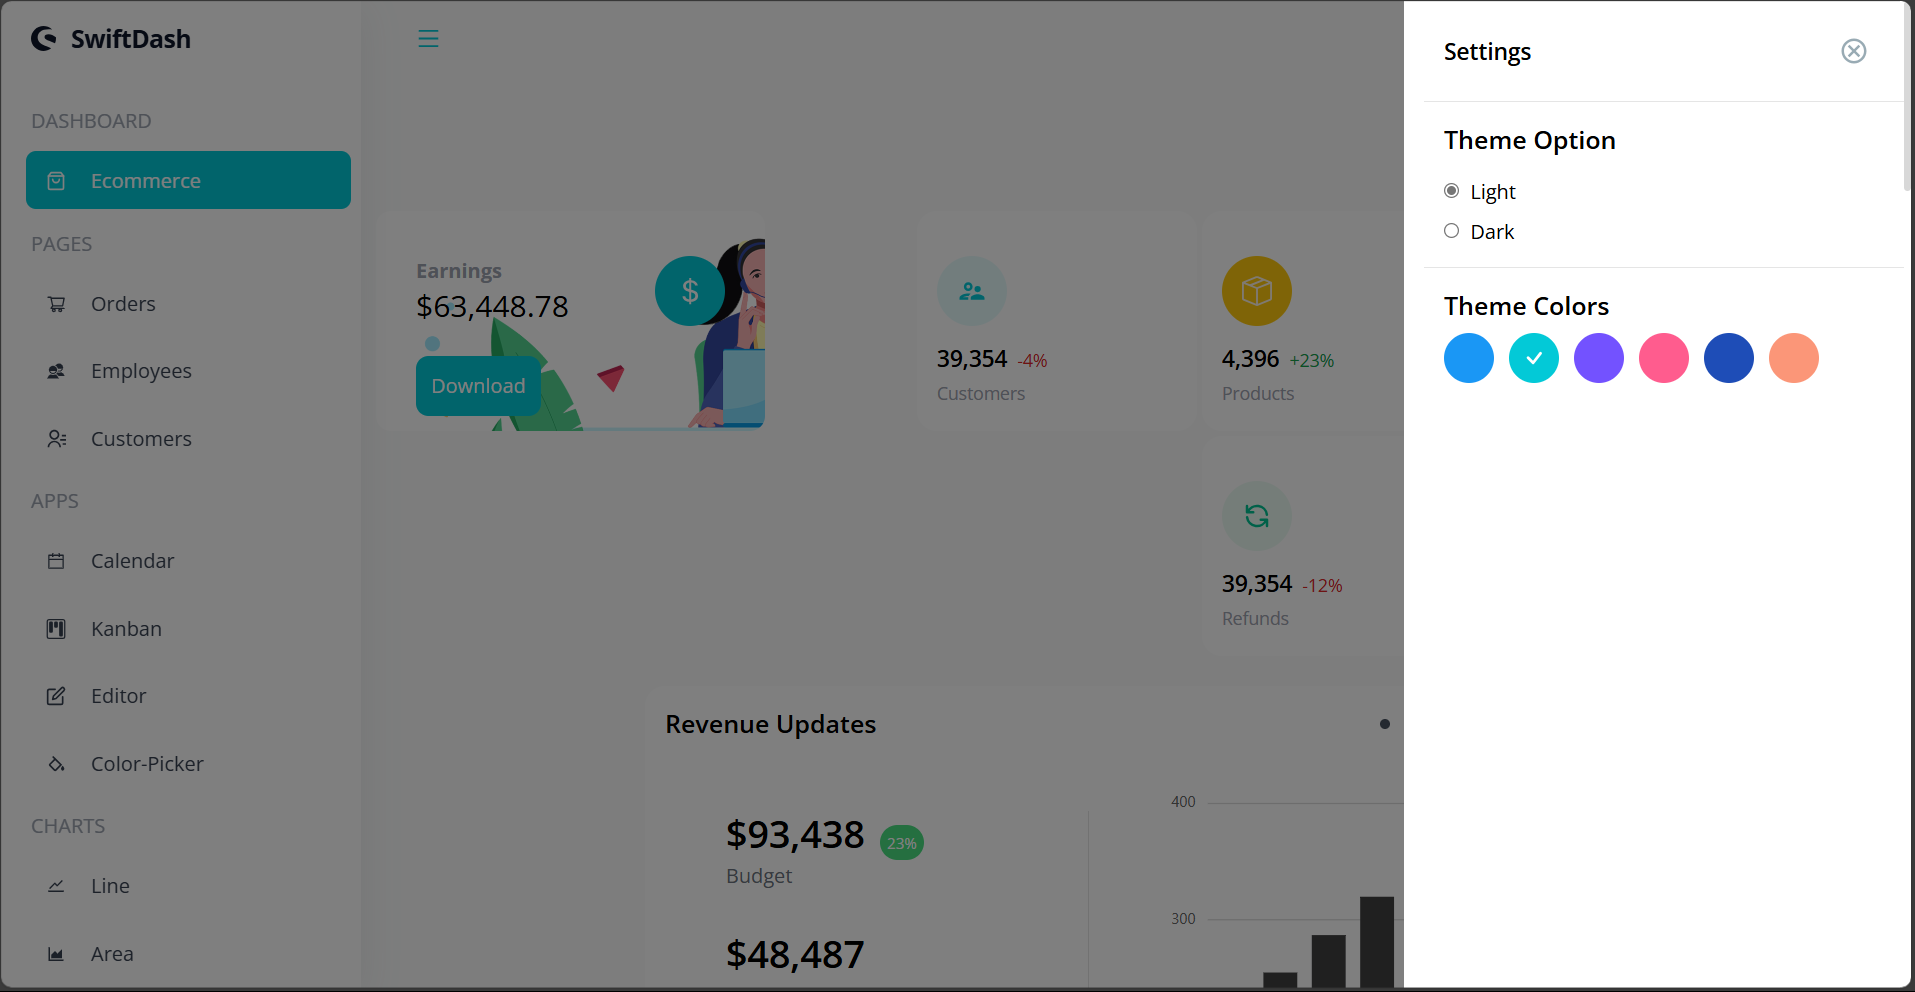 SwiftDash
DASHBOARD
Ecommerce
PAGES
Orders
Employees
Customers
APPS
Calendar
Kanban
Editor
Color-Picker
CHARTS
Line
Area
Earnings
$63,448.78
$
Download
39,354 -4%
Customers
4,396 +23%
Products
39,354 -12%
Refunds
Revenue Updates
$93,438 23%
Budget
$48,487
400
300
Settings
Theme Option
Light
Dark
Theme Colors